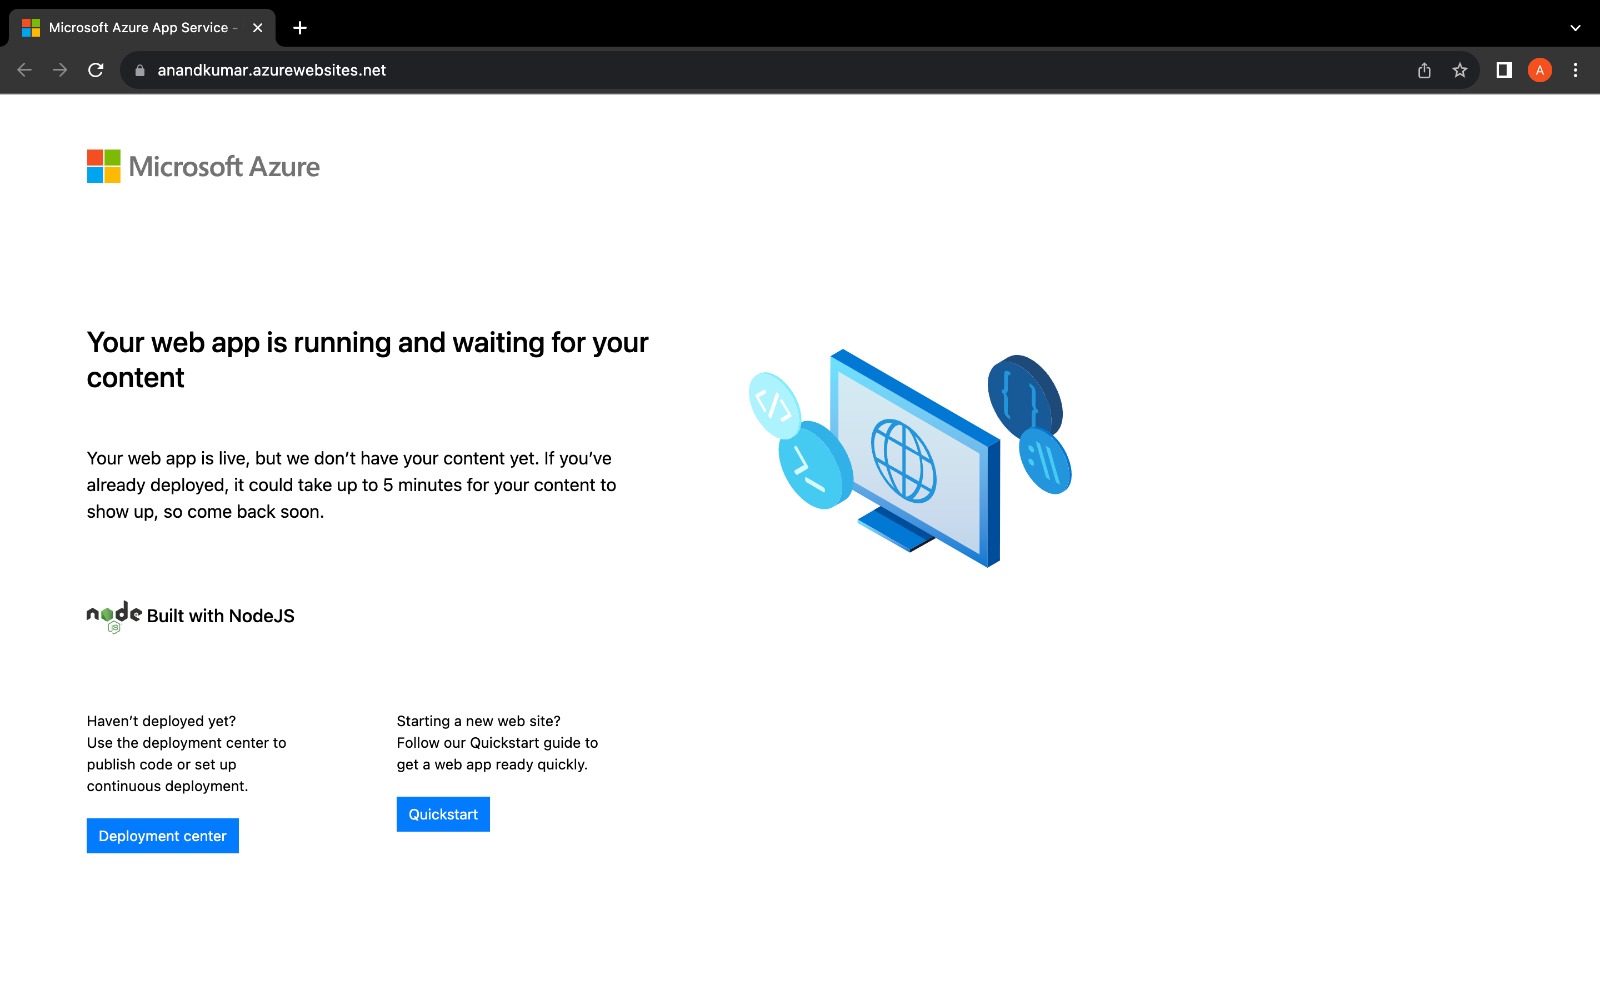 Microsoft Azure App Service -
anandkumar.azurewebsites.net
A
Microsoft Azure
Your web app is running and waiting for your
content
Your web app is live, but we don’t have your content yet. If you’ve
already deployed, it could take up to 5 minutes for your content to
show up, so come back soon.
node
JS
Built with NodeJS
Haven’t deployed yet?
Use the deployment center to
publish code or set up
continuous deployment.
Deployment center
Starting a new web site?
Follow our Quickstart guide to
get a web app ready quickly.
Quickstart